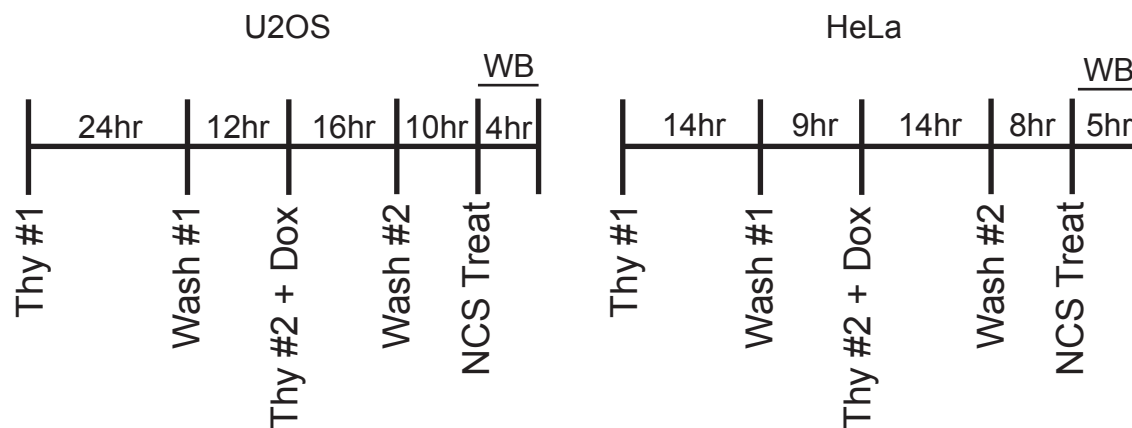 U2OS
WB
24hr 12hr 16hr 10hr 4hr
Thy #1
Wash #1
Thy #2 + Dox
Wash #2
NCS Treat
HeLa
WB
14hr 9hr 14hr 8hr 5hr
Thy #1
Wash #1
Thy #2 + Dox
Wash #2
NCS Treat